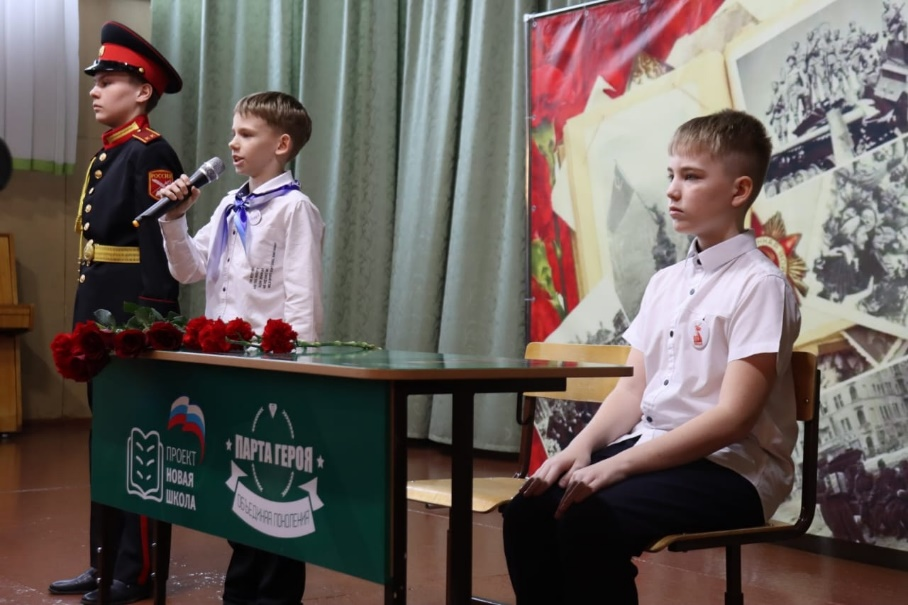 РОССИЯ
ПРОЕКТ
НОВАЯ
ШКОЛА
ПАРТА ГЕРОЯ
ОБЪЕДИНЯЯ ПОКОЛЕНИЯ